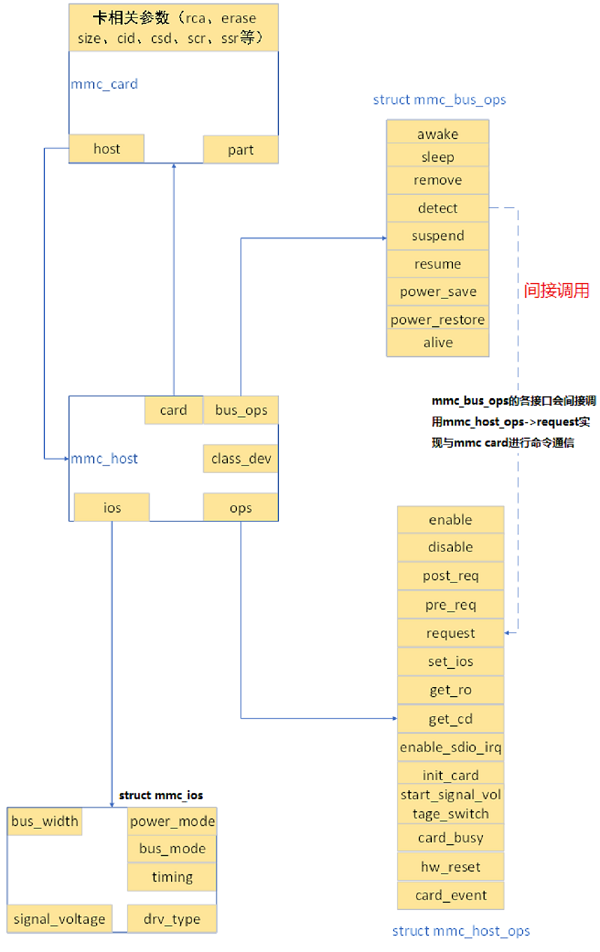 卡相关参数（rca、erase
size、cid、csd、scr、ssr等）
mmc_card
host
part
struct mmc_bus_ops
awake
sleep
remove
detect
suspend
resume
power_save
power_restore
alive
间接调用
mmc_bus_ops的各接口会间接调
用mmc_host_ops->request实
现与mmc card进行命令通信
card
bus_ops
mmc_host
class_dev
ios
ops
enable
disable
post_req
pre_req
request
set_ios
get_ro
get_cd
enable_sdio_irq
init_card
start_signal_vol
tage_switch
card_busy
hw_reset
card_event
struct mmc_host_ops
struct mmc_ios
bus_width
power_mode
bus_mode
timing
signal_voltage
drv_type